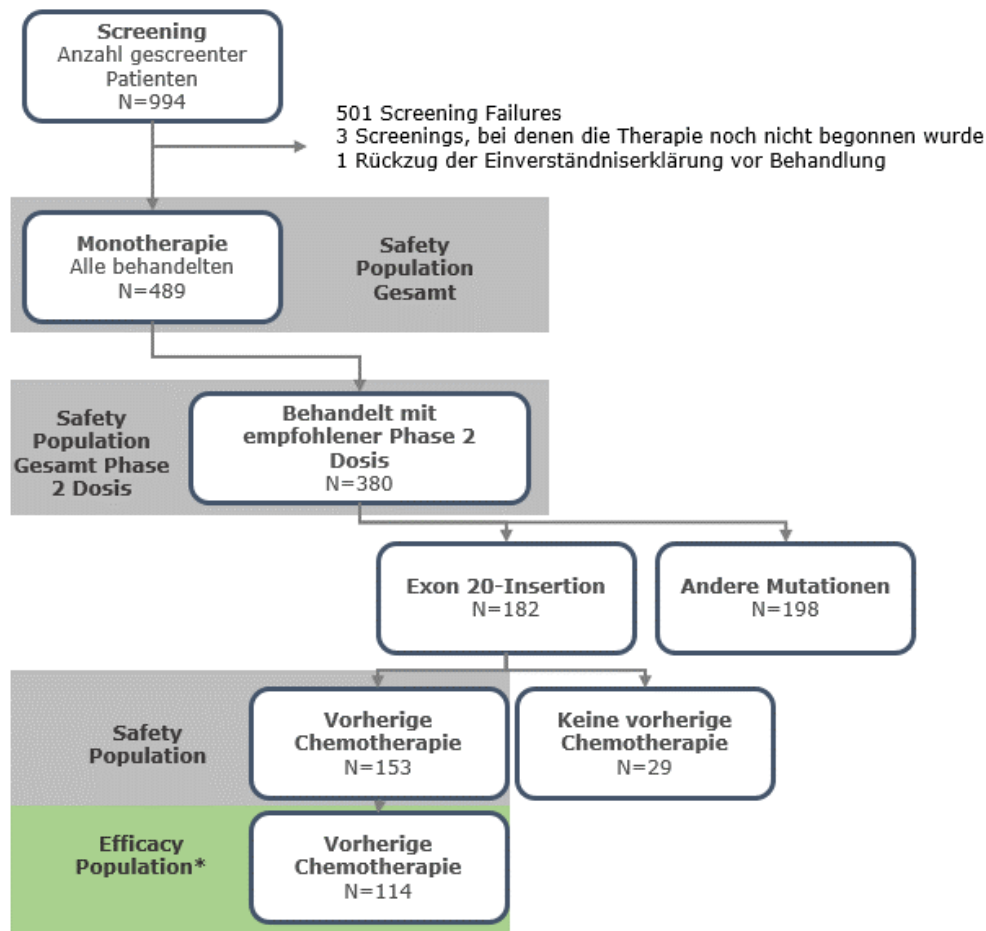 Screening
Anzahl gescreenter
Patienten
N=994
501 Screening Failures
3 Screenings, bei denen die Therapie noch nicht begonnen wurde
1 Rückzug der Einverständniserklärung vor Behandlung
Monotherapie
Alle behandelten
N=489
Safety
Population
Gesamt
Safety
Population
Gesamt Phase
2 Dosis
Behandelt mit
empfohlener Phase 2
Dosis
N=380
Exon 20-Insertion
N=182
Andere Mutationen
N=198
Safety
Population
Vorherige
Chemotherapie
N=153
Keine vorherige
Chemotherapie
N=29
Efficacy
Population*
Vorherige
Chemotherapie
N=114